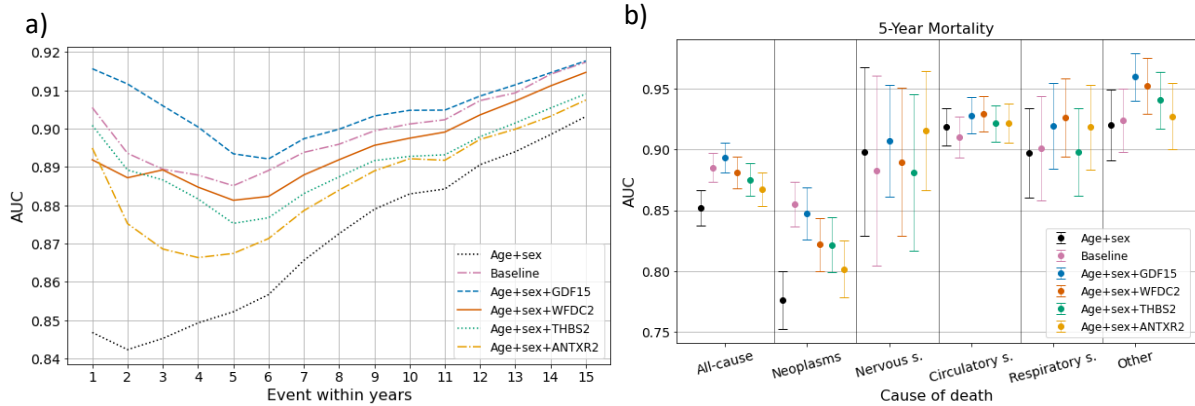 a)
0.92
0.91
0.90
0.89
0.88
0.87
0.86
0.85
0.84
AUC
1 2 3 4 5 6 7 8 9 10 11 12 13 14 15
Event within years
Age+sex
Baseline
Age+sex+GDF15
Age+sex+WFDC2
Age+sex+THBS2
Age+sex+ANTXR2
b)
5-Year Mortality
0.95
0.90
0.85
0.80
0.75
AUC
All-cause Neoplasms Nervous s. Circulatory s. Respiratory s. Other
Cause of death
Age+sex
Baseline
Age+sex+GDF15
Age+sex+WFDC2
Age+sex+THBS2
Age+sex+ANTXR2